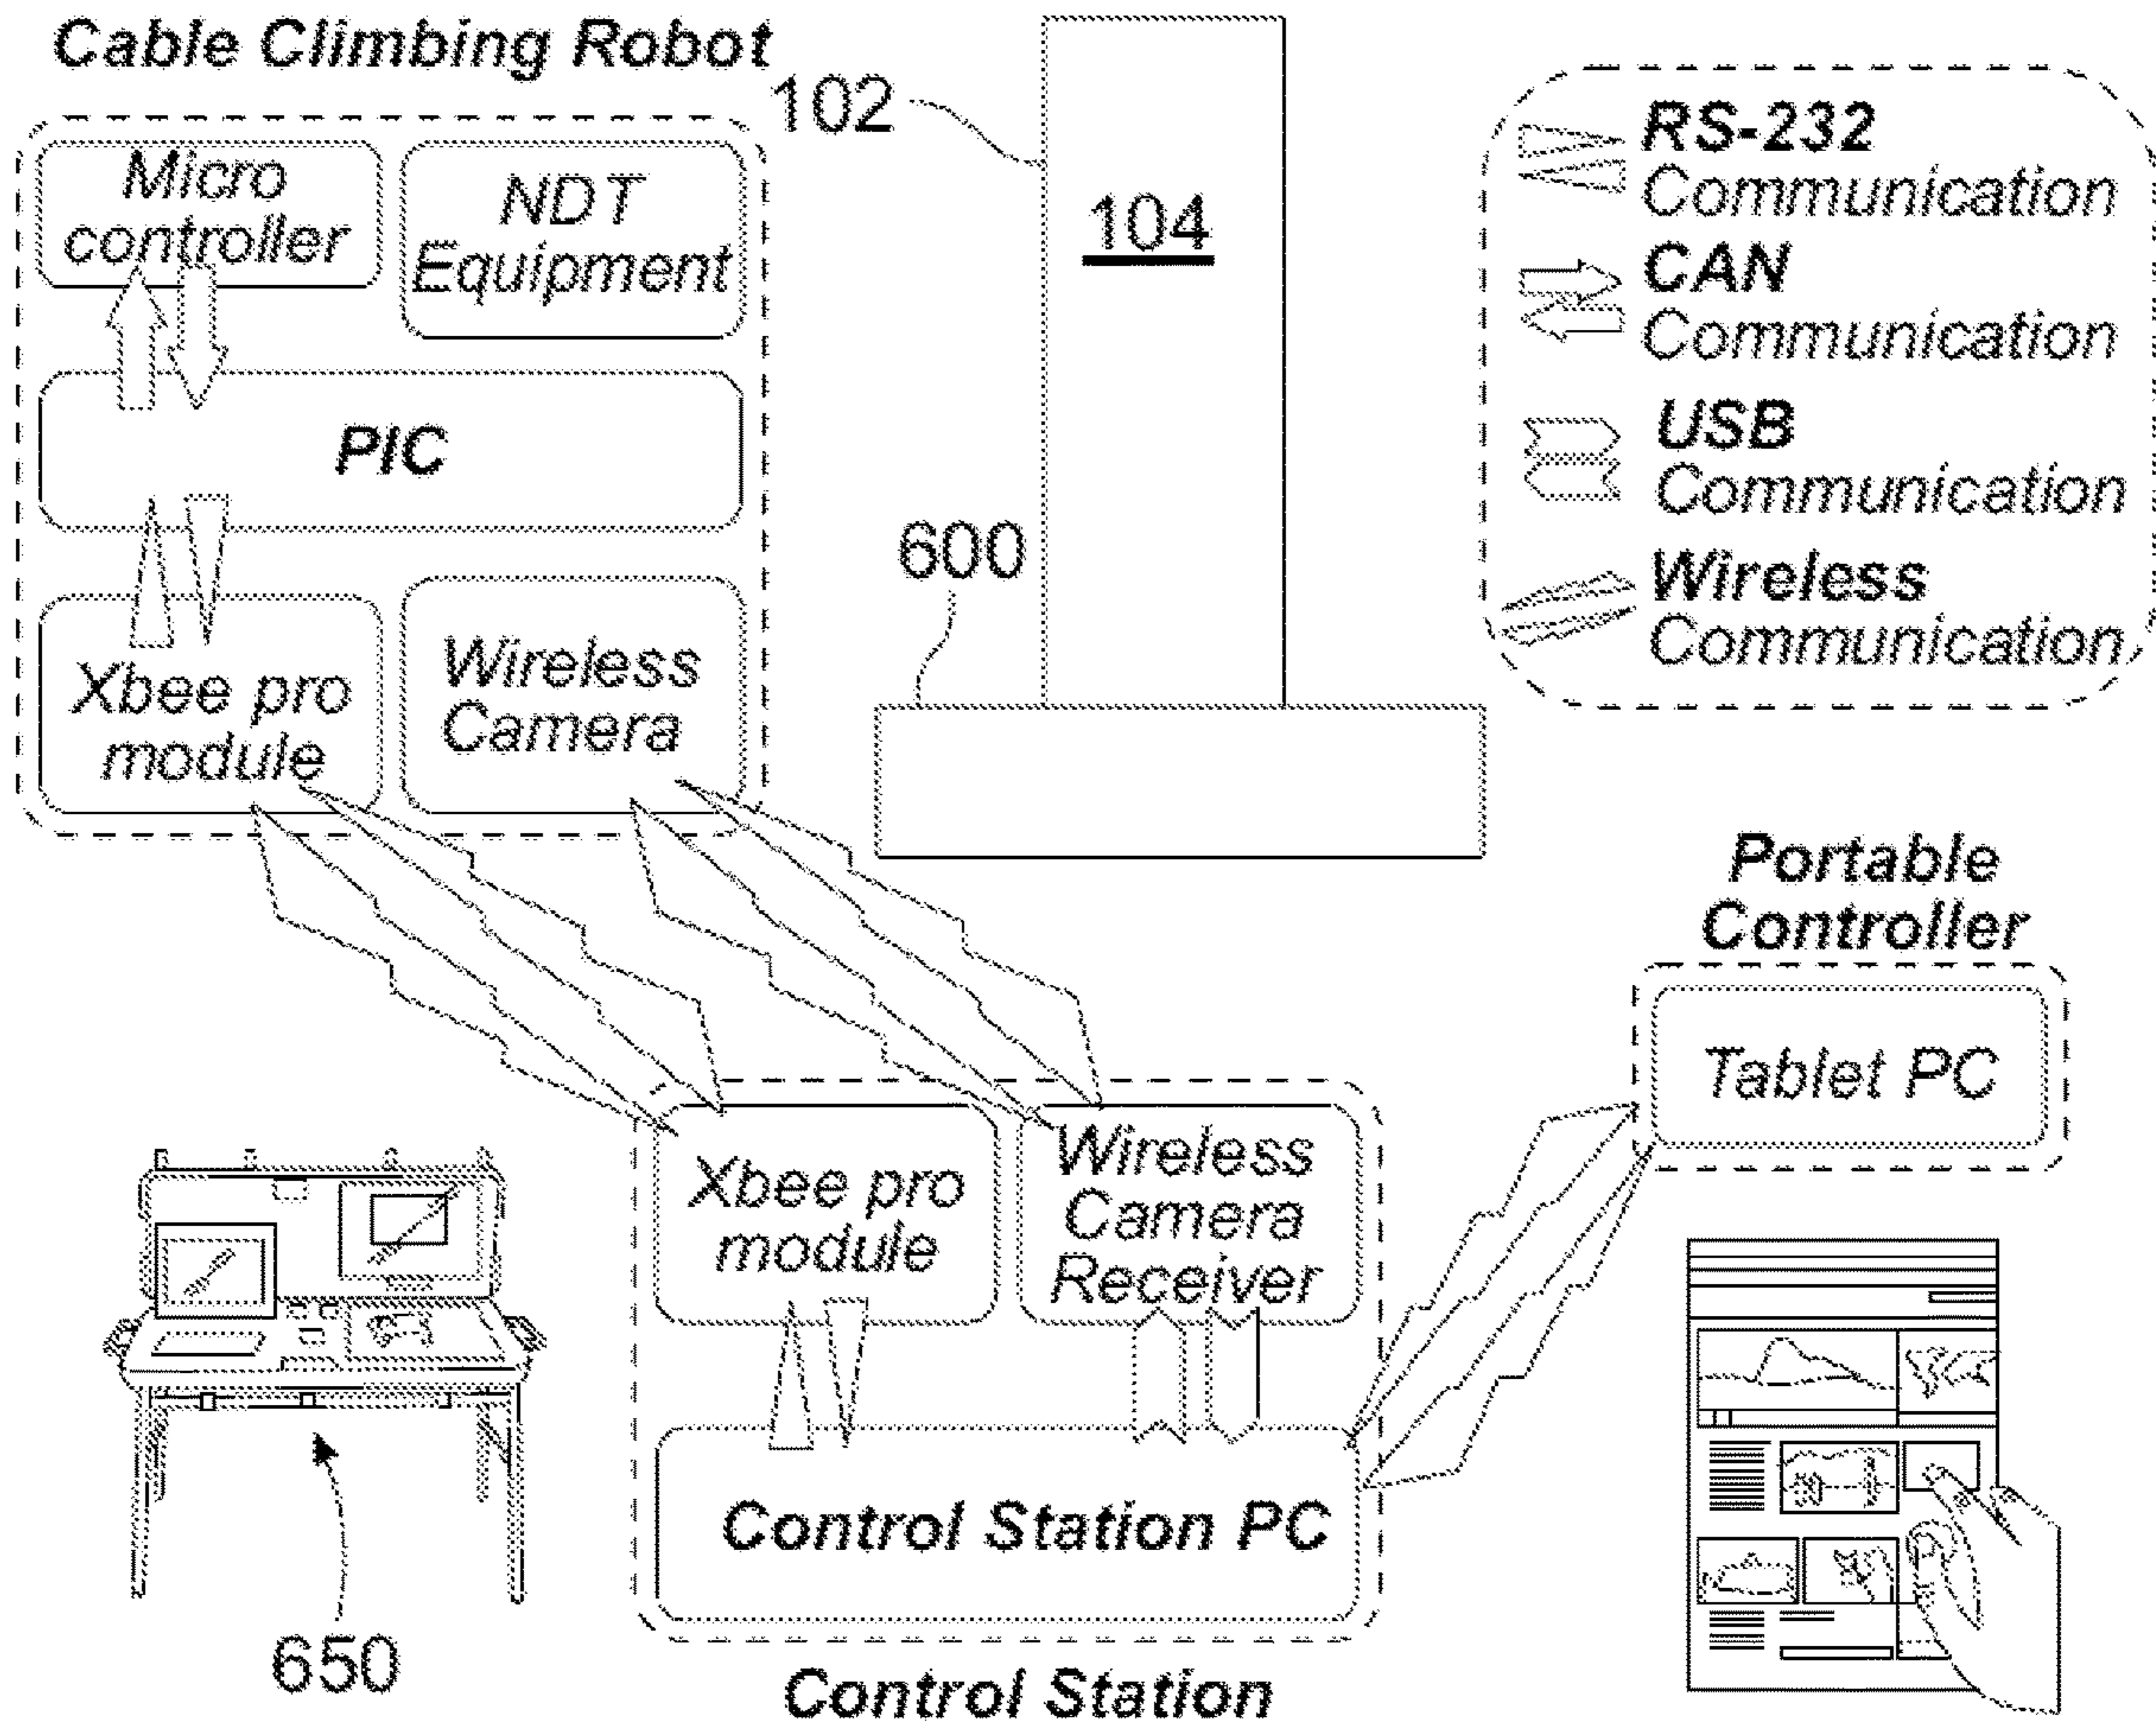 Cable Climbing Robot
Micro
controller
NDT
Equipment
PIC
Xbee pro
module
Wireless
Camera
102
104
600
RS-232
Communication
CAN
Communication
USB
Communication
Wireless
Communication
Portable
Controller
Tablet PC
Xbee pro
module
Wireless
Camera
Receiver
Control Station PC
Control Station
650